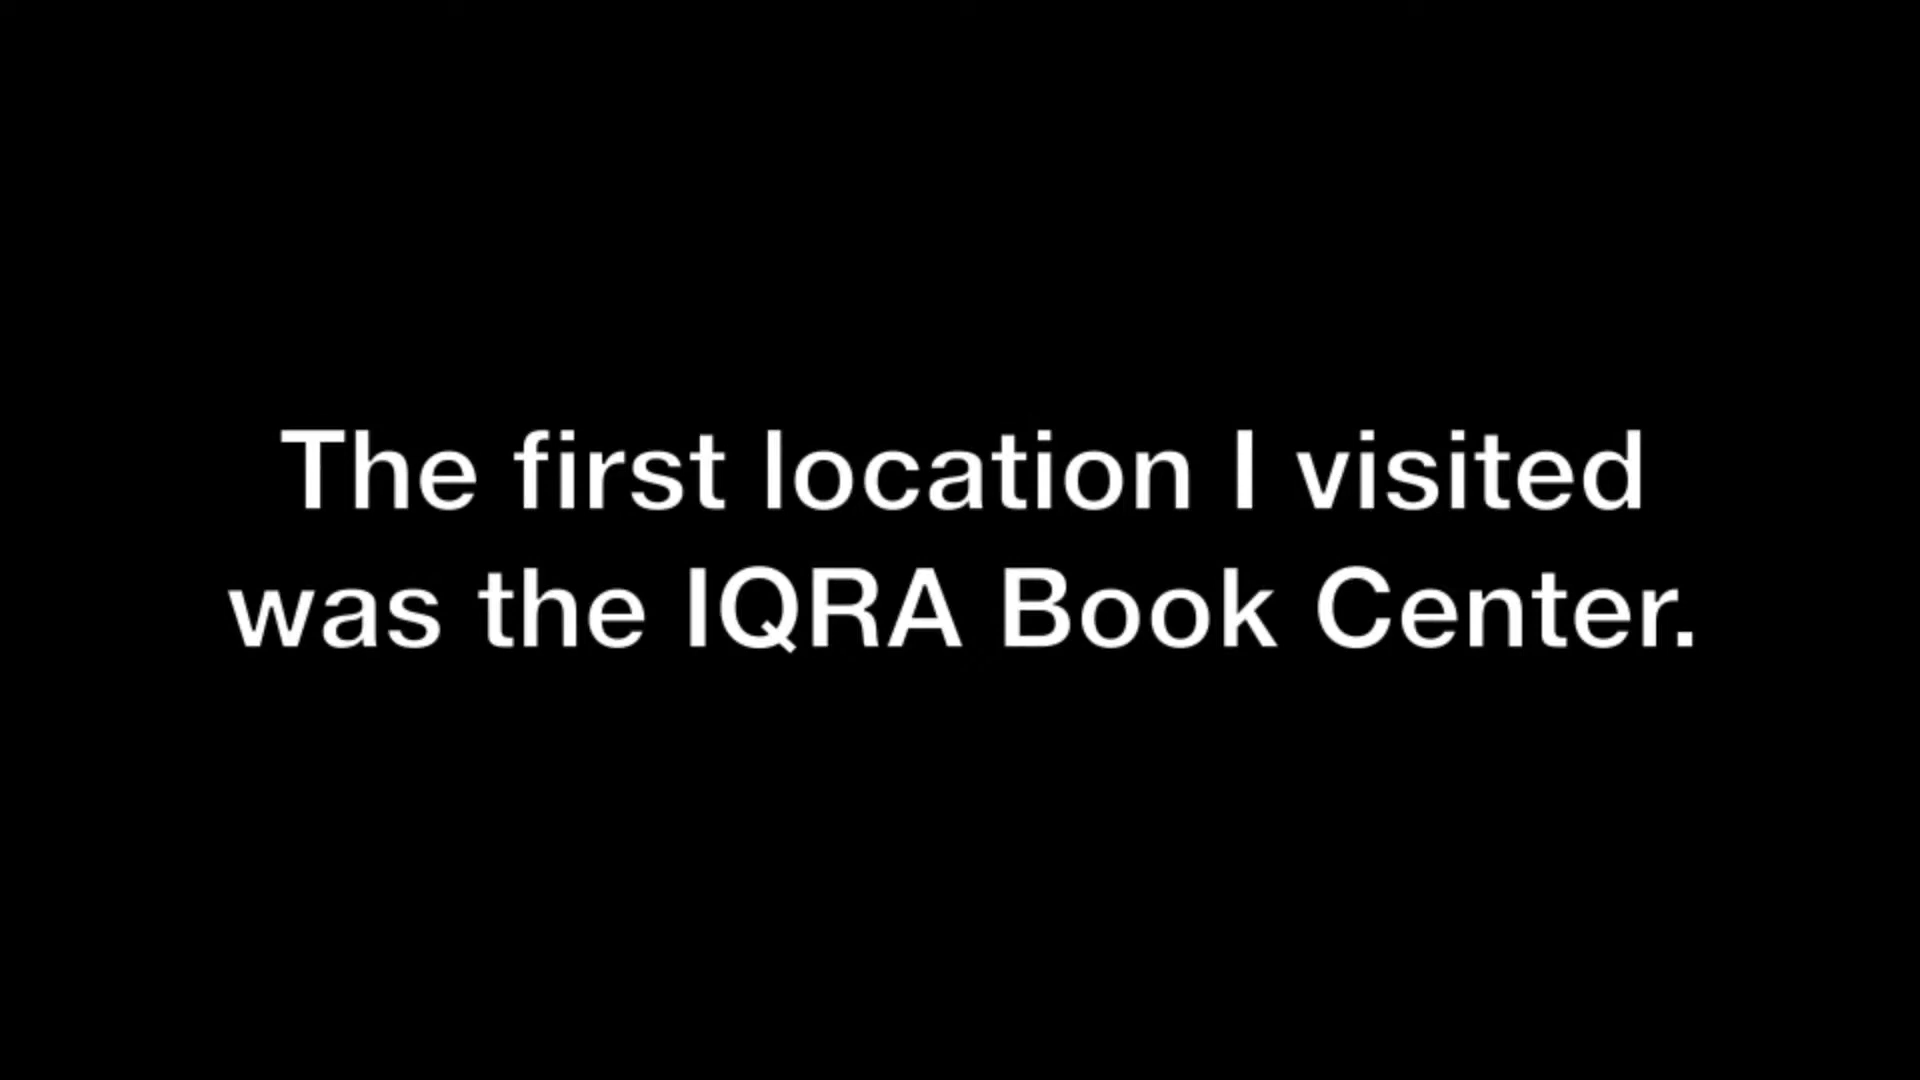 The first location I visited
was the IQRA Book Center.